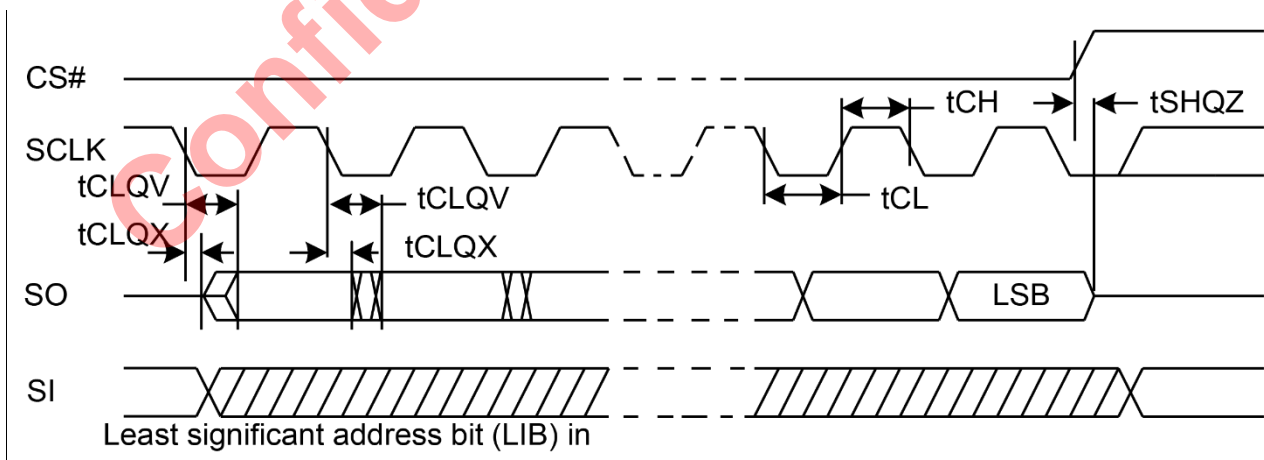 Confid
CS#
tCH
tSHQZ
SCLK
tCLQV
tCLQV
tCL
tCLQX
tCLQX
SO
LSB
SI
Least significant address bit (LIB) in